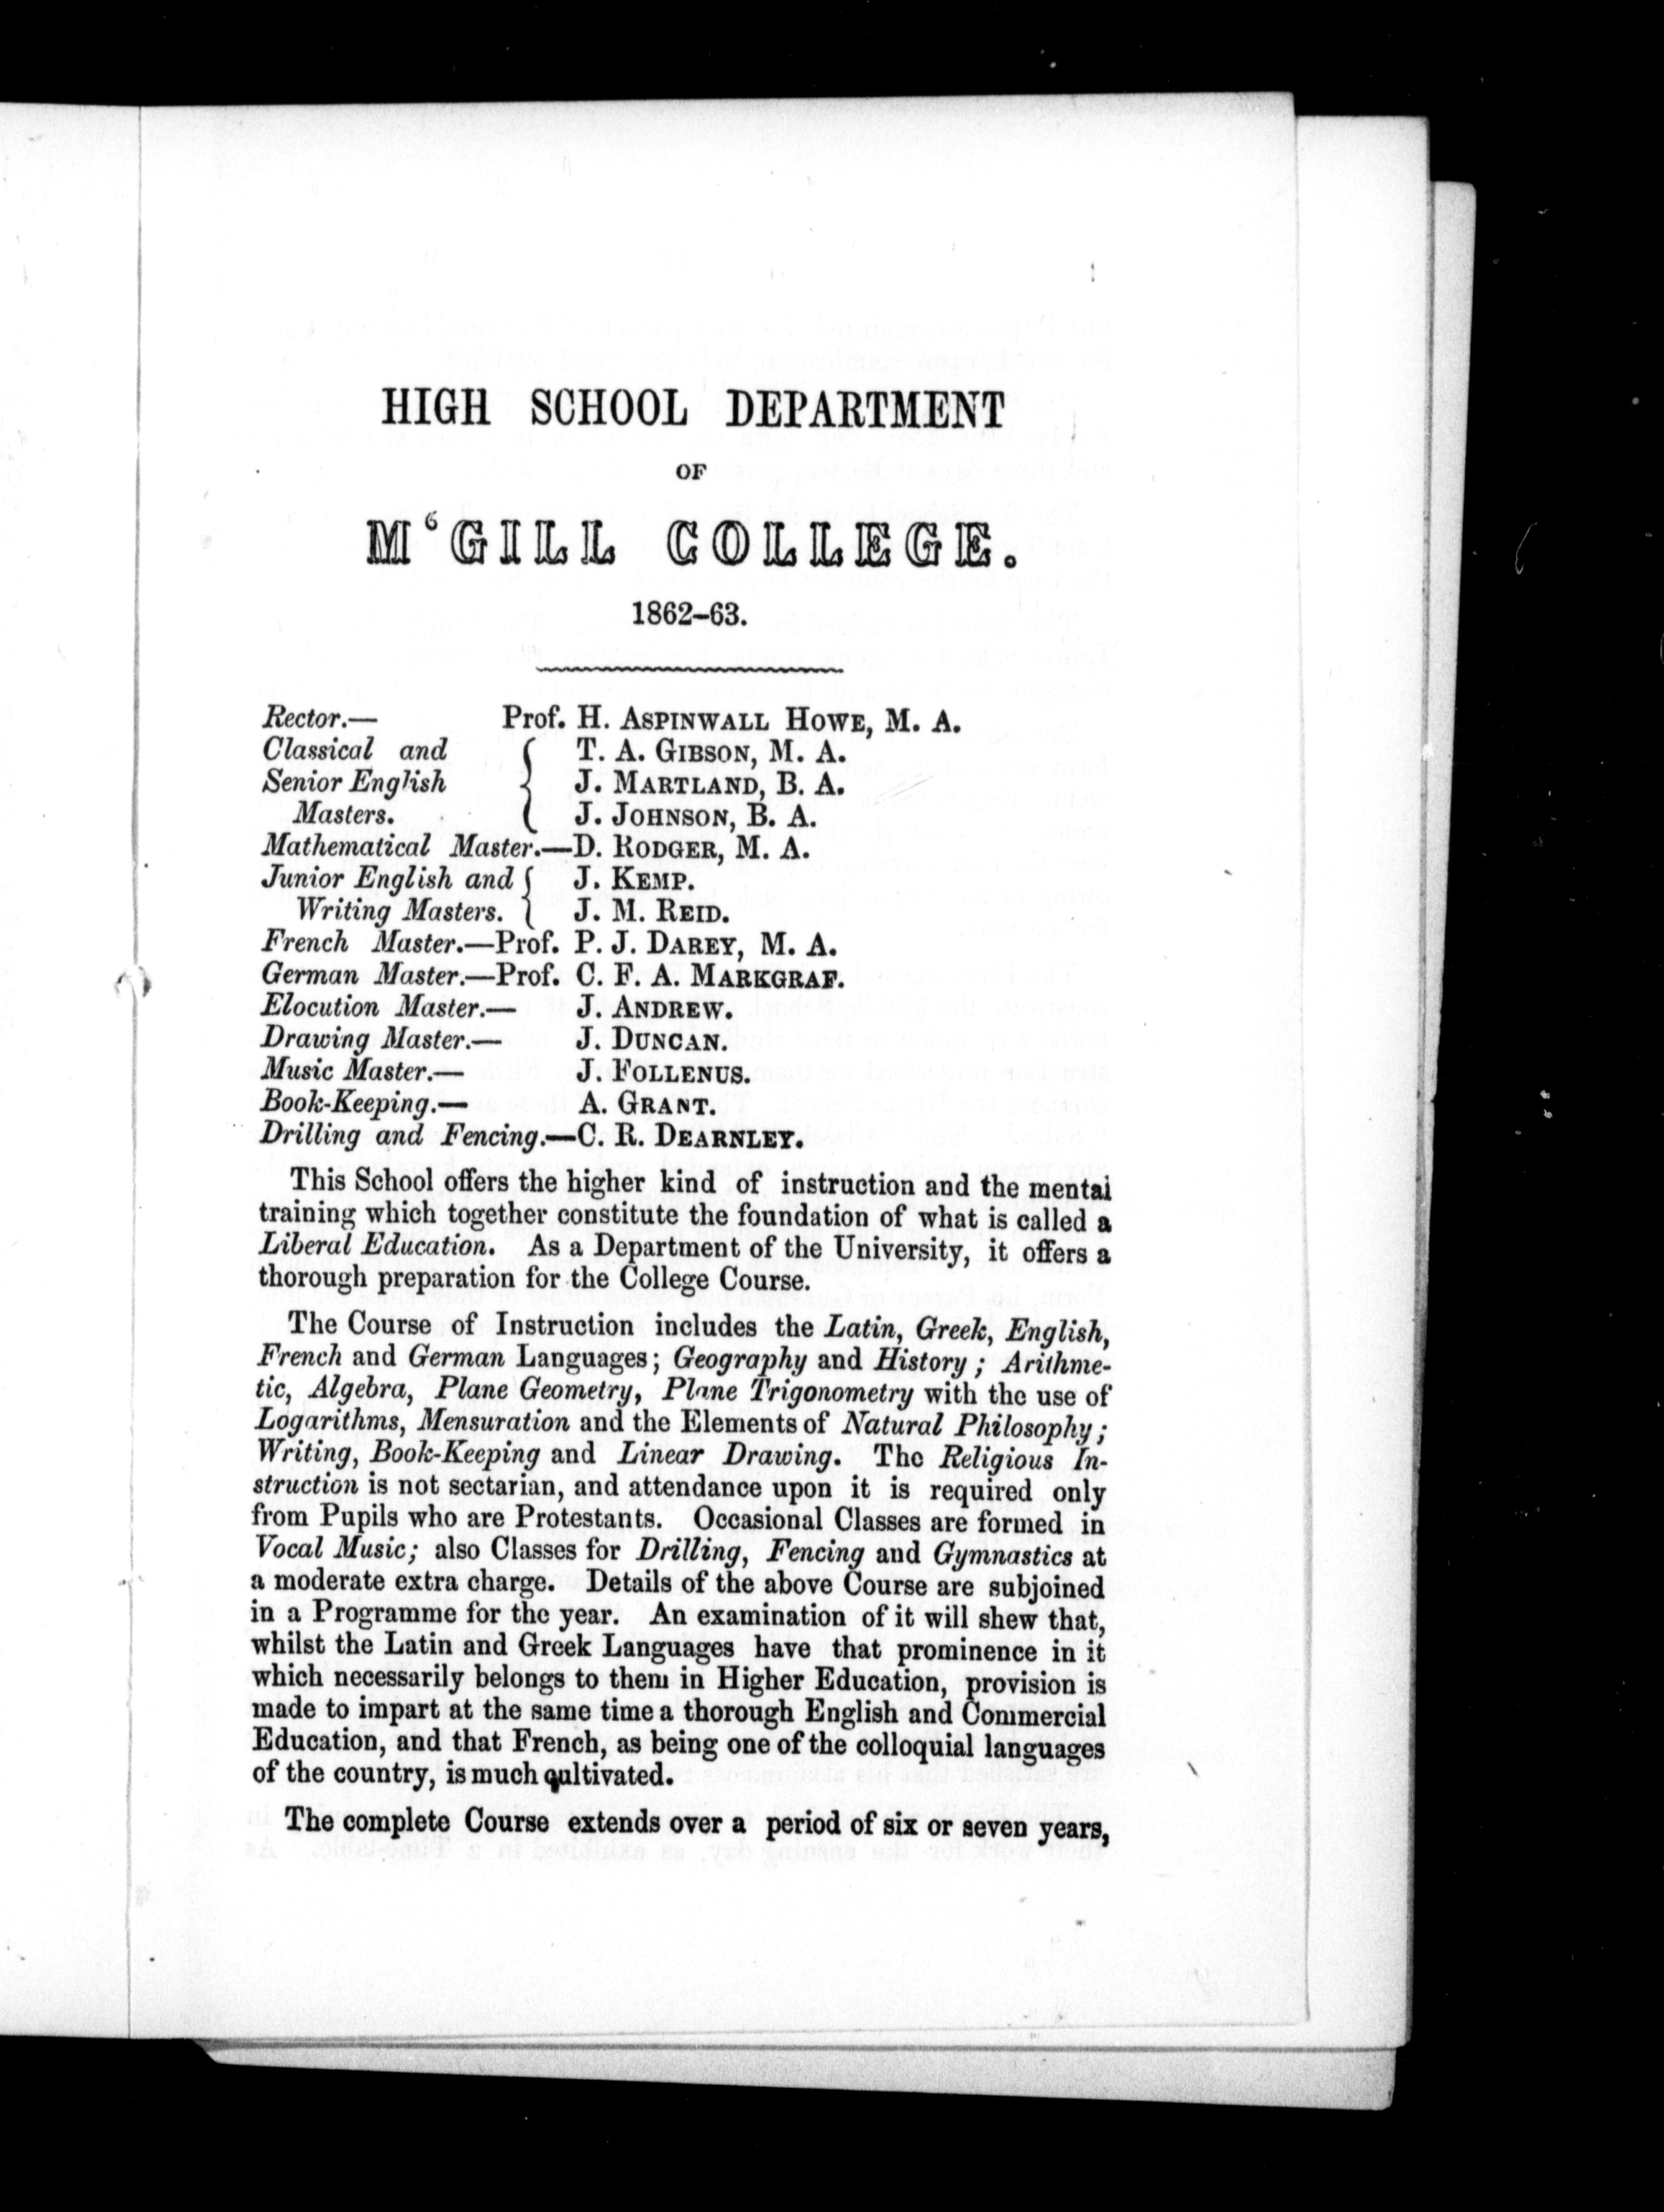 HIGH SCHOOL DEPARTMENT
OF
M‘GILL COLLEGE.
1862–63.
Rector.— Prof. H. ASPINWALL HOWE, M. A.
Classical and { T. A. GIBSON, M. A.
Senior English J. MARTLAND, B. A.
Masters. J. JOHNSON, B. A.
Mathematical Master.—D. RODGER, M. A.
Junior English and { J. KEMP.
Writing Masters. J. M. REID.
French Master.—Prof. P. J. DAREY, M. A.
German Master.—Prof. C. F. A. MARKGRAF.
Elocution Master.— J. ANDREW.
Drawing Master.— J. DUNCAN.
Music Master.— J. FOLLENUS.
Book-Keeping.— A. GRANT.
Drilling and Fencing.—C. R. DEARNLEY.
This School offers the higher kind of instruction and the mental
training which together constitute the foundation of what is called a
Liberal Education. As a Department of the University, it offers a
thorough preparation for the College Course.
The Course of Instruction includes the Latin, Greek, English,
French and German Languages; Geography and History; Arithme-
tic, Algebra, Plane Geometry, Plane Trigonometry with the use of
Logarithms, Mensuration and the Elements of Natural Philosophy;
Writing, Book-Keeping and Linear Drawing. The Religious In-
struction is not sectarian, and attendance upon it is required only
from Pupils who are Protestants. Occasional Classes are formed in
Vocal Music; also Classes for Drilling, Fencing and Gymnastics at
a moderate extra charge. Details of the above Course are subjoined
in a Programme for the year. An examination of it will shew that,
whilst the Latin and Greek Languages have that prominence in it
which necessarily belongs to them in Higher Education, provision is
made to impart at the same time a thorough English and Commercial
Education, and that French, as being one of the colloquial languages
of the country, is much cultivated.
The complete Course extends over a period of six or seven years,